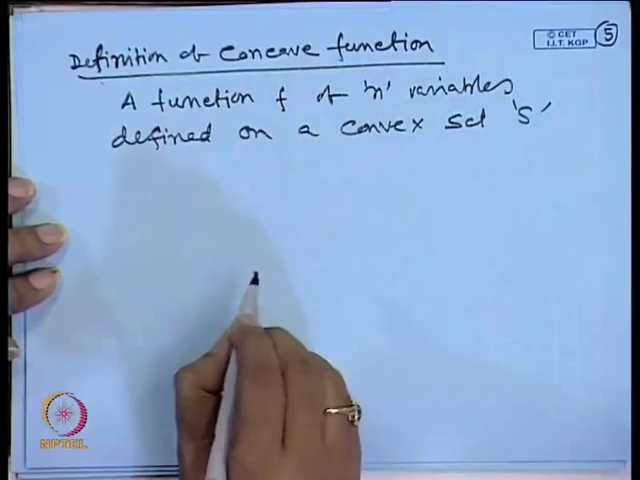 Definition of Concave function
© CET
I.I.T. KGP
5
A function f of 'n' variables
defined on a convex set 'S'
NPTEL